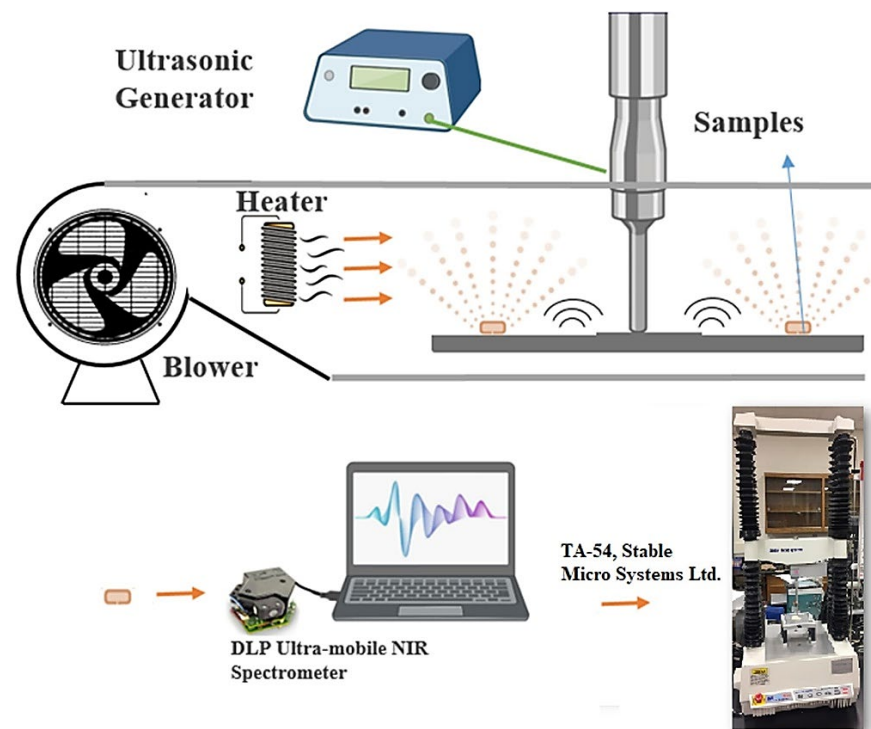 Ultrasonic
Generator
Samples
Heater
Blower
TA-54, Stable
Micro Systems Ltd.
DLP Ultra-mobile NIR
Spectrometer